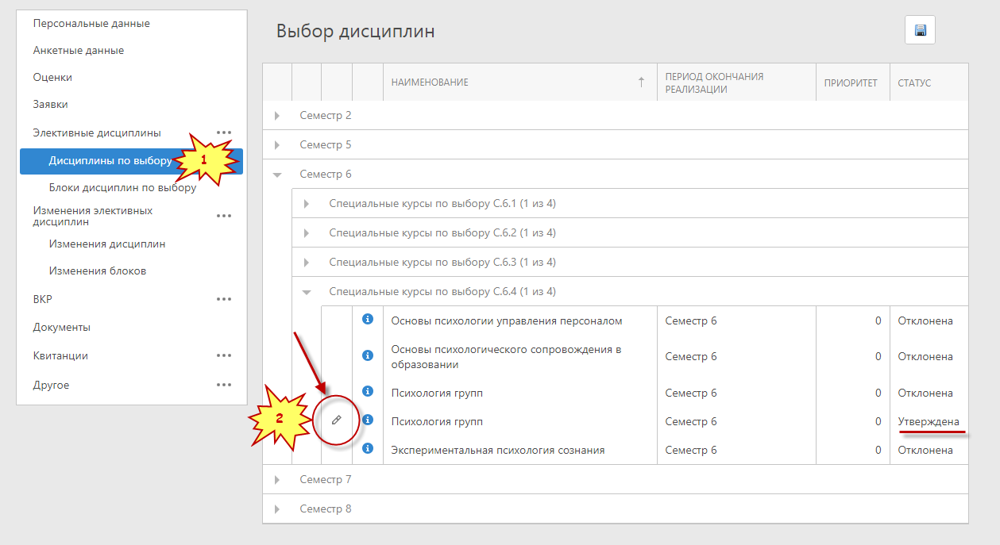 Персональные данные
Анкетные данные
Оценки
Заявки
Элективные дисциплины
Дисциплины по выбору
1
Блоки дисциплин по выбору
Изменения элективных
дисциплин
Изменения дисциплин
Изменения блоков
ВКР
Документы
Квитанции
Другое
Выбор дисциплин
НАИМЕНОВАНИЕ ПЕРИОД ОКОНЧАНИЯ РЕАЛИЗАЦИИ ПРИОРИТЕТ СТАТУС
Семестр 2
Семестр 5
Семестр 6
Специальные курсы по выбору С.6.1 (1 из 4)
Специальные курсы по выбору С.6.2 (1 из 4)
Специальные курсы по выбору С.6.3 (1 из 4)
Специальные курсы по выбору С.6.4 (1 из 4)
Основы психологии управления персоналом Семестр 6 0 Отклонена
Основы психологического сопровождения в
образовании Семестр 6 0 Отклонена
Психология групп Семестр 6 0 Отклонена
2
Психология групп Семестр 6 0 Утверждена
Экспериментальная психология сознания Семестр 6 0 Отклонена
Семестр 7
Семестр 8